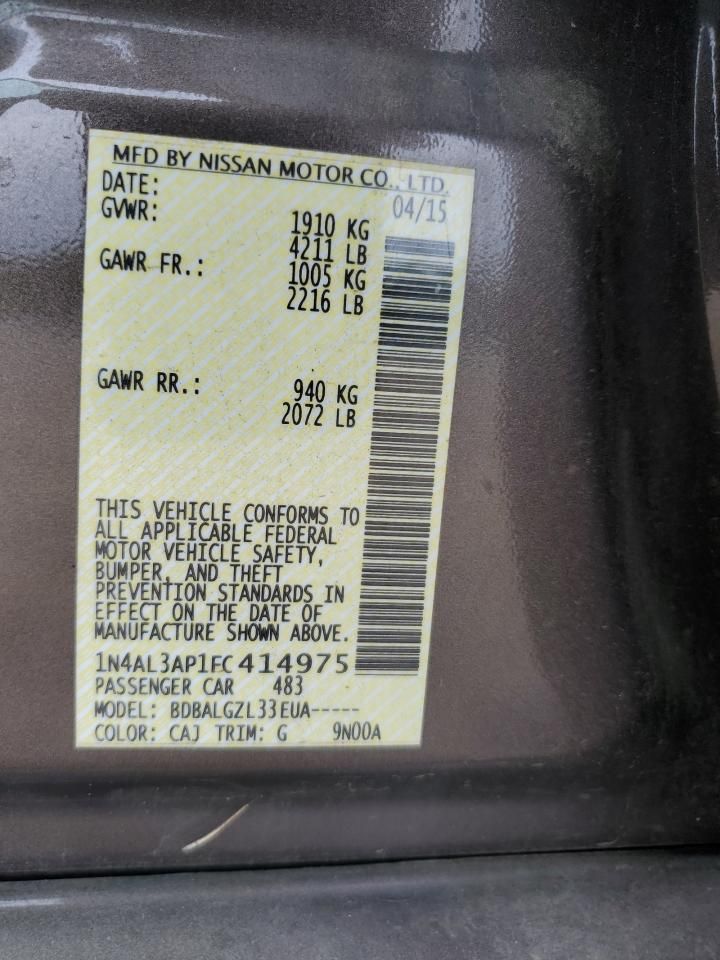 MFD BY NISSAN MOTOR CO., LTD.
DATE: 04/15
GVWR: 1910 KG
4211 LB
GAWR FR.: 1005 KG
2216 LB
GAWR RR.: 940 KG
2072 LB
THIS VEHICLE CONFORMS TO
ALL APPLICABLE FEDERAL
MOTOR VEHICLE SAFETY,
BUMPER, AND THEFT
PREVENTION STANDARDS IN
EFFECT ON THE DATE OF
MANUFACTURE SHOWN ABOVE.
1N4AL3AP1FC414975
PASSENGER CAR 483
MODEL: BDBALGZL33EUA-----
COLOR: CAJ TRIM: G 9N00A